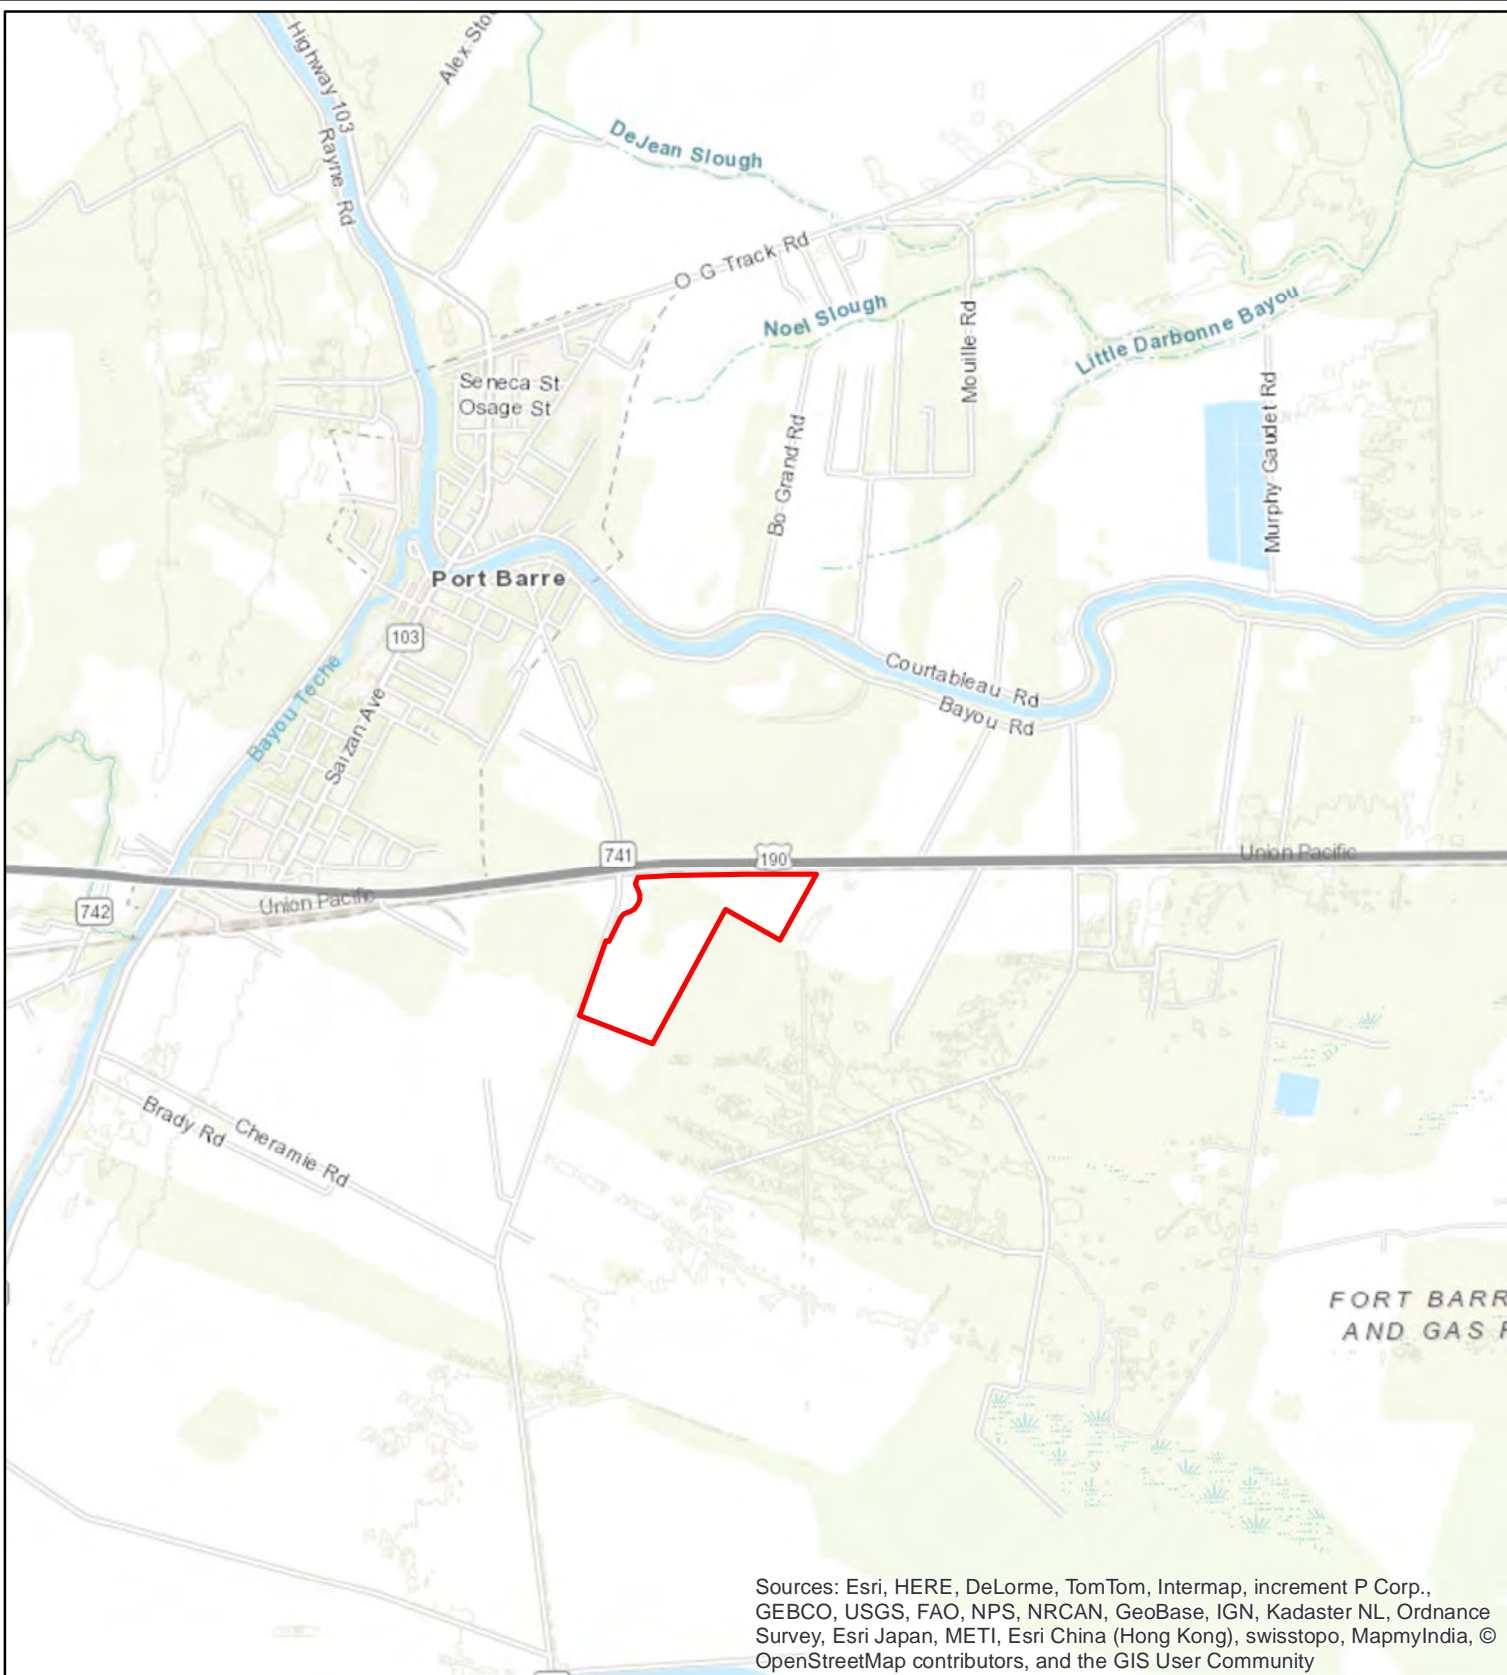 Highway 103
Rayne Rd
DeJean Slough
O G Track Rd
Noel Slough
Mouille Rd
Little Darbonne Bayou
Seneca St
Osage St
Murphy Gaudet Rd
Bo Grand Rd
Port Barre
103
Bayou Teche
Saizan Ave
Courtableau Rd
Bayou Rd
741
190
Union Pacific
742
Union Pacific
Brady Rd
Cheramie Rd
AND GAS
Sources: Esri, HERE, DeLorme, TomTom, Intermap, increment P Corp.,
GEBCO, USGS, FAO, NPS, NRCAN, GeoBase, IGN, Kadaster NL, Ordnance
Survey, Esri Japan, METI, Esri China (Hong Kong), swisstopo, MapmyIndia, ©
OpenStreetMap contributors, and the GIS User Community